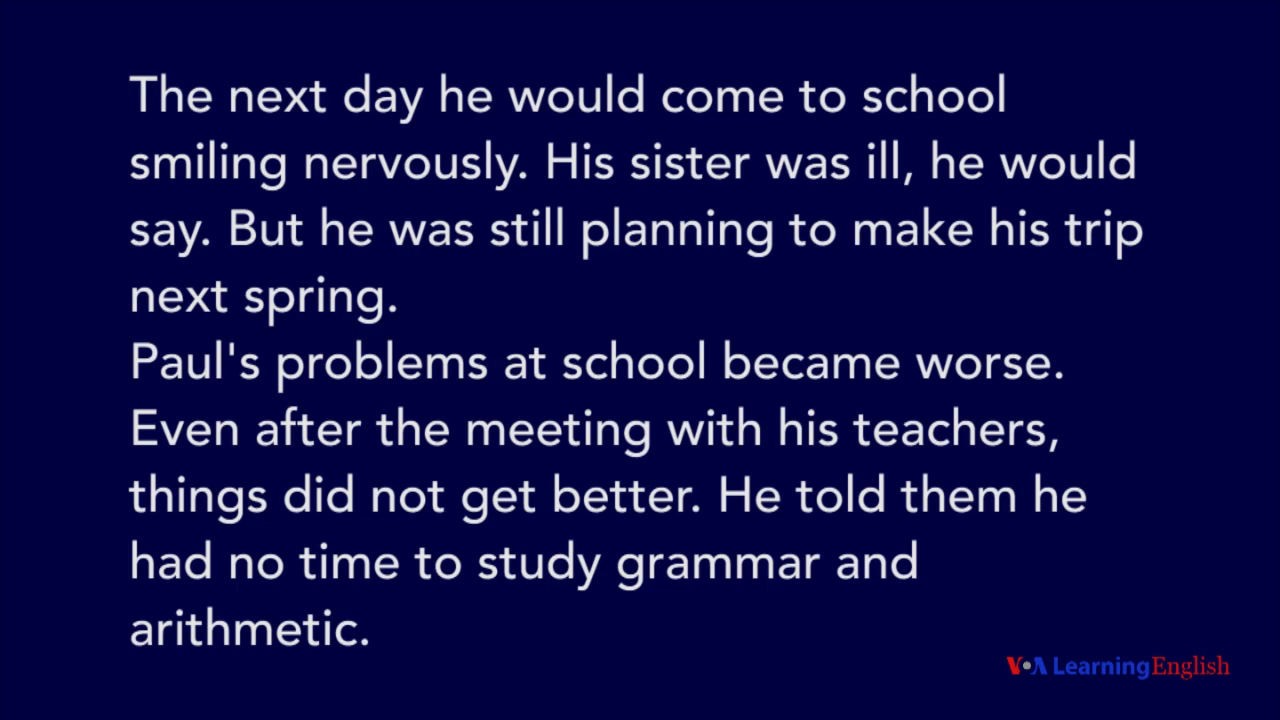 The next day he would come to school
smiling nervously. His sister was ill, he would
say. But he was still planning to make his trip
next spring.
Paul's problems at school became worse.
Even after the meeting with his teachers,
things did not get better. He told them he
had no time to study grammar and
arithmetic.
VOA Learning English